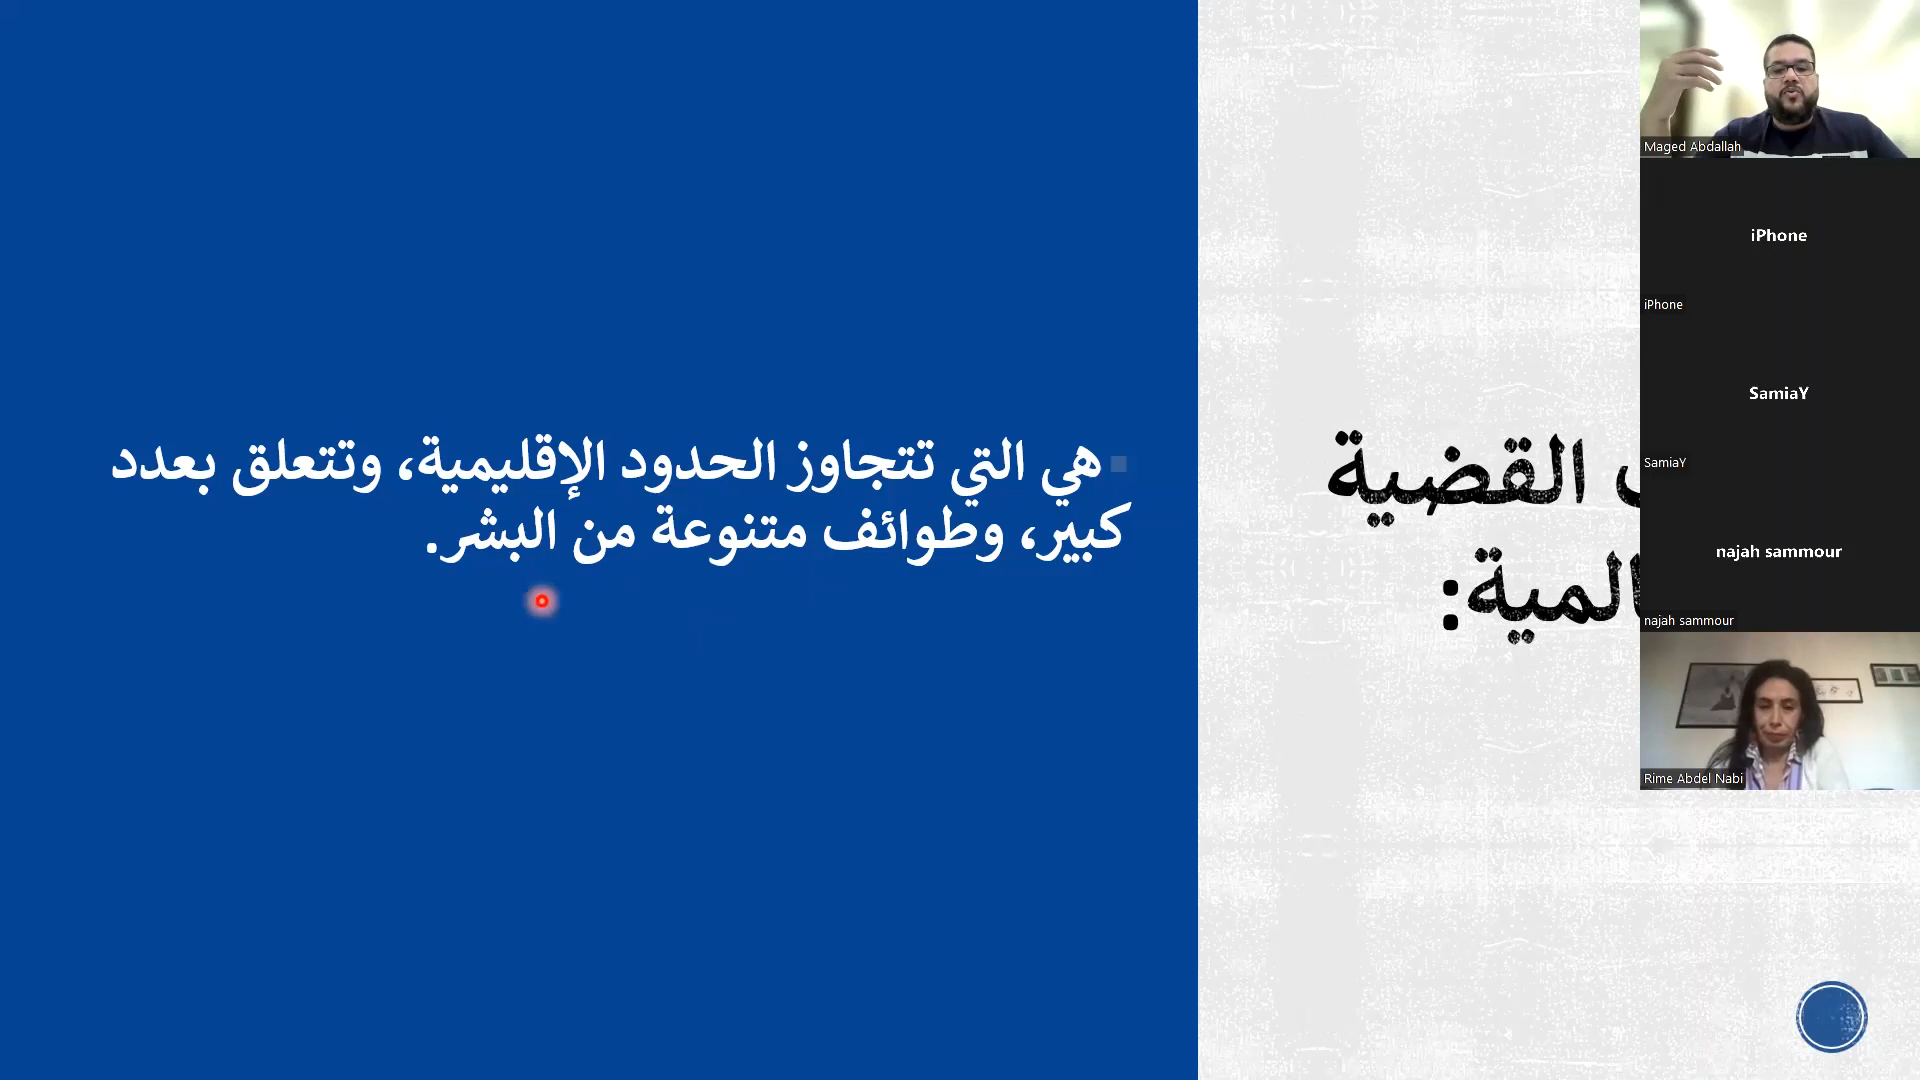 القضية
هي التي تتجاوز الحدود الإقليمية، وتتعلق بعدد
كبير، وطوائف متنوعة من البشر.
Maged Abdallah
iPhone
iPhone
SamiaY
SamiaY
najah sammour
najah sammour
Rime Abdel Nabi